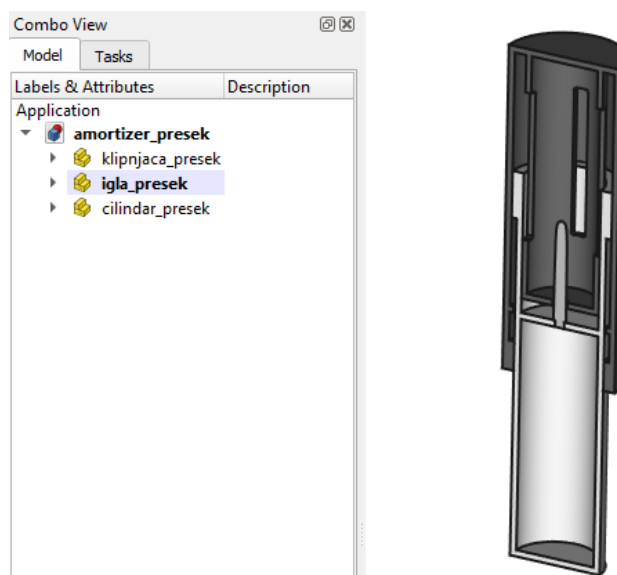 Combo View
Model Tasks
Labels & Attributes Description
Application
amortizer_presek
klipnjaca_presek
igla_presek
cilindar_presek